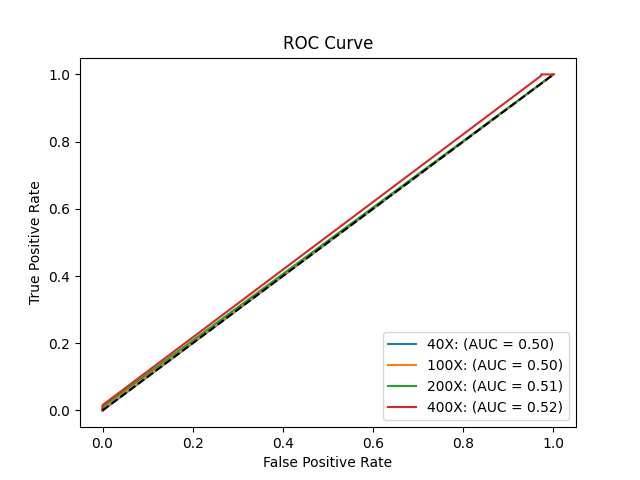 ROC Curve
True Positive Rate
1.0
0.8
0.6
0.4
0.2
0.0
40X: (AUC = 0.50)
100X: (AUC = 0.50)
200X: (AUC = 0.51)
400X: (AUC = 0.52)
0.0 0.2 0.4 0.6 0.8 1.0
False Positive Rate